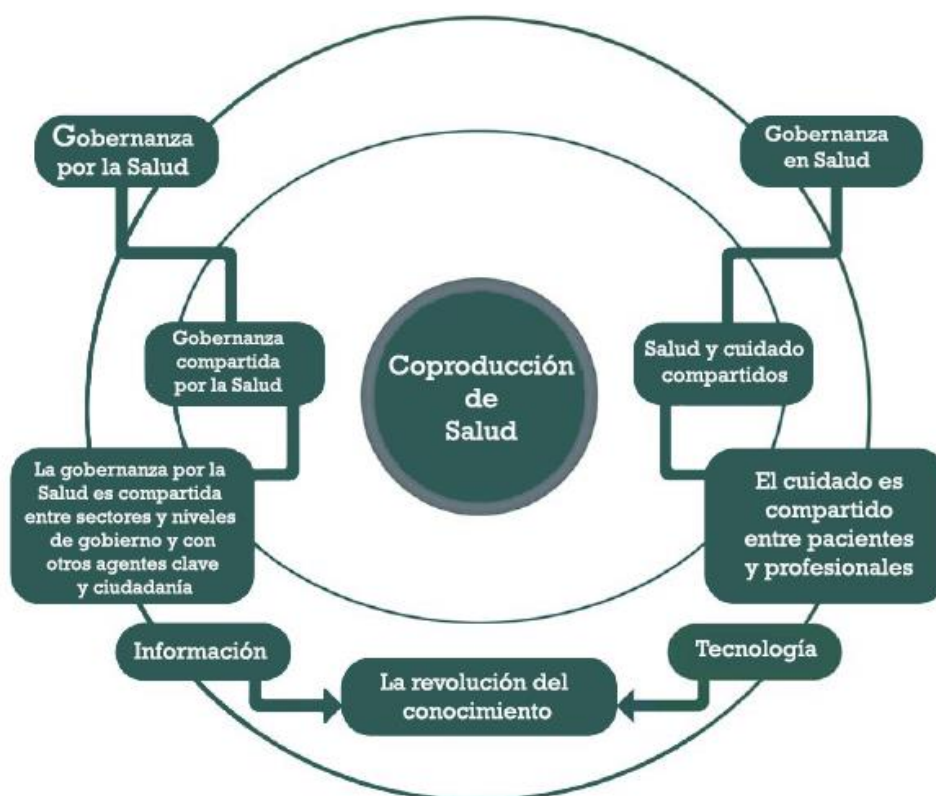 Gobernanza
por la Salud
Gobernanza
en Salud
Gobernanza
compartida
por la Salud
Coproducción
de
Salud
Salud y cuidado
compartidos
La gobernanza por la
Salud es compartida
entre sectores y niveles
de gobierno y con
otros agentes clave
y ciudadanía
El cuidado es
compartido
entre pacientes
y profesionales
Información
La revolución del
conocimiento
Tecnología